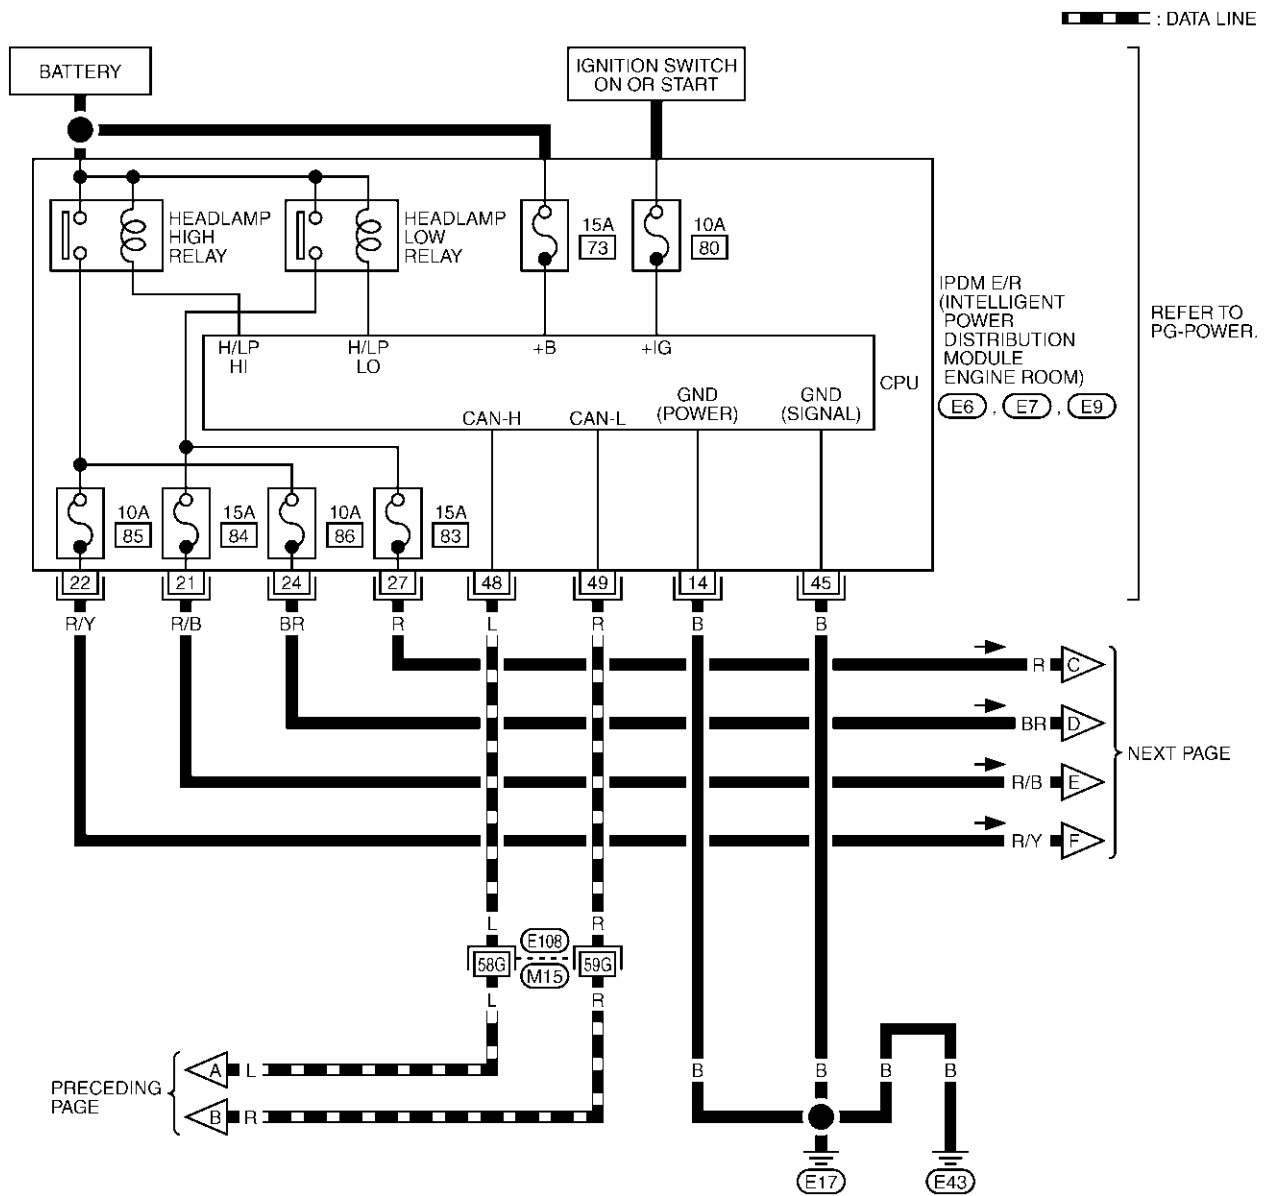 : DATA LINE
BATTERY
IGNITION SWITCH
ON OR START
HEADLAMP
HIGH
RELAY
HEADLAMP
LOW
RELAY
15A
73
10A
80
IPDM E/R
(INTELLIGENT
POWER
DISTRIBUTION
MODULE
ENGINE ROOM)
E6 , E7 , E9
REFER TO
PG-POWER.
H/LP
HI
H/LP
LO
+B
+IG
CPU
CAN-H
CAN-L
GND
(POWER)
GND
(SIGNAL)
10A
85
15A
84
10A
86
15A
83
22 21 24 27 48 49 14 45
R/Y R/B BR R L R B B
R C
BR D
R/B E
R/Y F
NEXT PAGE
L R
E108
58G 59G
M15
L R
A L
B R
PRECEDING
PAGE
B B B B
E17 E43